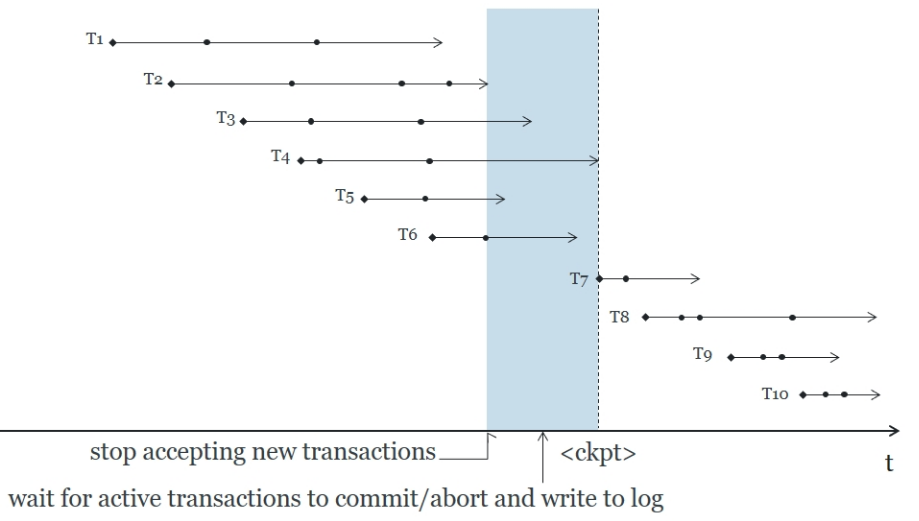 T1
T2
T3
T4
T5
T6
T7
T8
T9
T10
stop accepting new transactions
<ckpt>
t
wait for active transactions to commit/abort and write to log